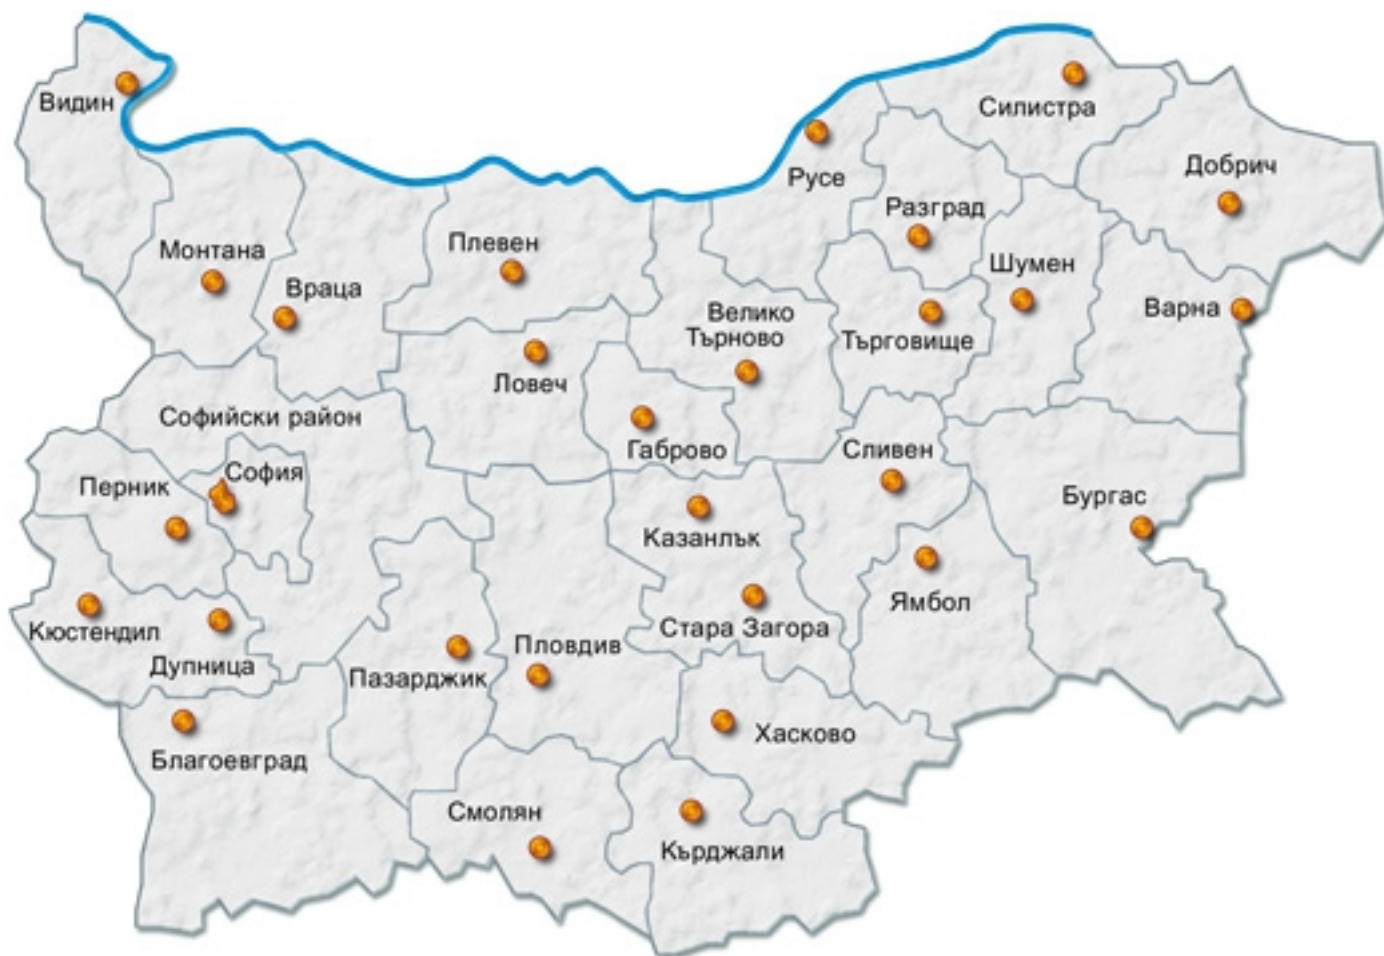 Видин
Силистра
Русе
Добрич
Разград
Монтана
Плевен
Шумен
Враца
Варна
Велико
Търново
Търговище
Ловеч
Софийски район
Габрово
Сливен
София
Перник
Бургас
Казанлък
Ямбол
Кюстендил
Стара Загора
Дупница
Пловдив
Пазарджик
Хасково
Благоевград
Смолян
Кърджали